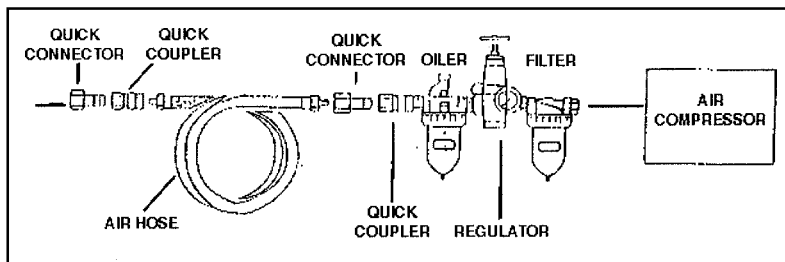 QUICK
CONNECTOR
QUICK
COUPLER
QUICK
CONNECTOR
OILER
FILTER
AIR
COMPRESSOR
AIR HOSE
QUICK
COUPLER
REGULATOR